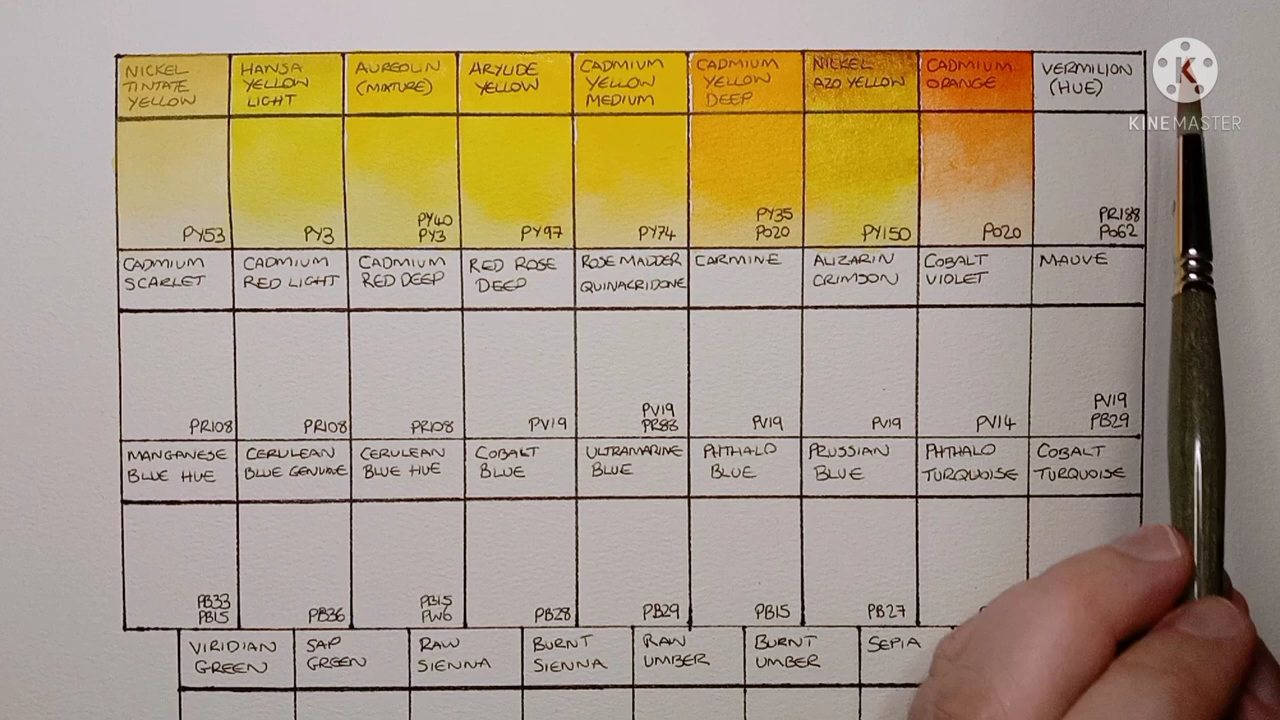 NICKEL
TINTATE
YELLOW
HANSA
YELLOW
LIGHT
AUREOLIN
(MIXTURE)
ARYLIDE
YELLOW
CADMIUM
YELLOW
MEDIUM
CADMIUM
YELLOW
DEEP
NICKEL
AZO YELLOW
CADMIUM
ORANGE
VERMILION
(HUE)
K
KINEMASTER
PY53
PY3
PY40
PY3
PY97
PY74
PY35
PO20
PY150
PO20
PR188
PO62
CADMIUM
SCARLET
CADMIUM
RED LIGHT
CADMIUM
RED DEEP
RED ROSE
DEEP
ROSE MADDER
QUINACRIDONE
CARMINE
ALIZARIN
CRIMSON
COBALT
VIOLET
MAUVE
PR108
PR108
PR108
PV19
PV19
PR88
PV19
PV19
PV14
PV19
PB29
MANGANESE
BLUE HUE
CERULEAN
BLUE GENUINE
CERULEAN
BLUE HUE
COBALT
BLUE
ULTRAMARINE
BLUE
PHTHALO
BLUE
PRUSSIAN
BLUE
PHTHALO
TURQUOISE
COBALT
TURQUOISE
PB33
PB15
PB36
PB15
PW6
PB28
PB29
PB15
PB27
VIRIDIAN
GREEN
SAP
GREEN
RAW
SIENNA
BURNT
SIENNA
RAW
UMBER
BURNT
UMBER
SEPIA